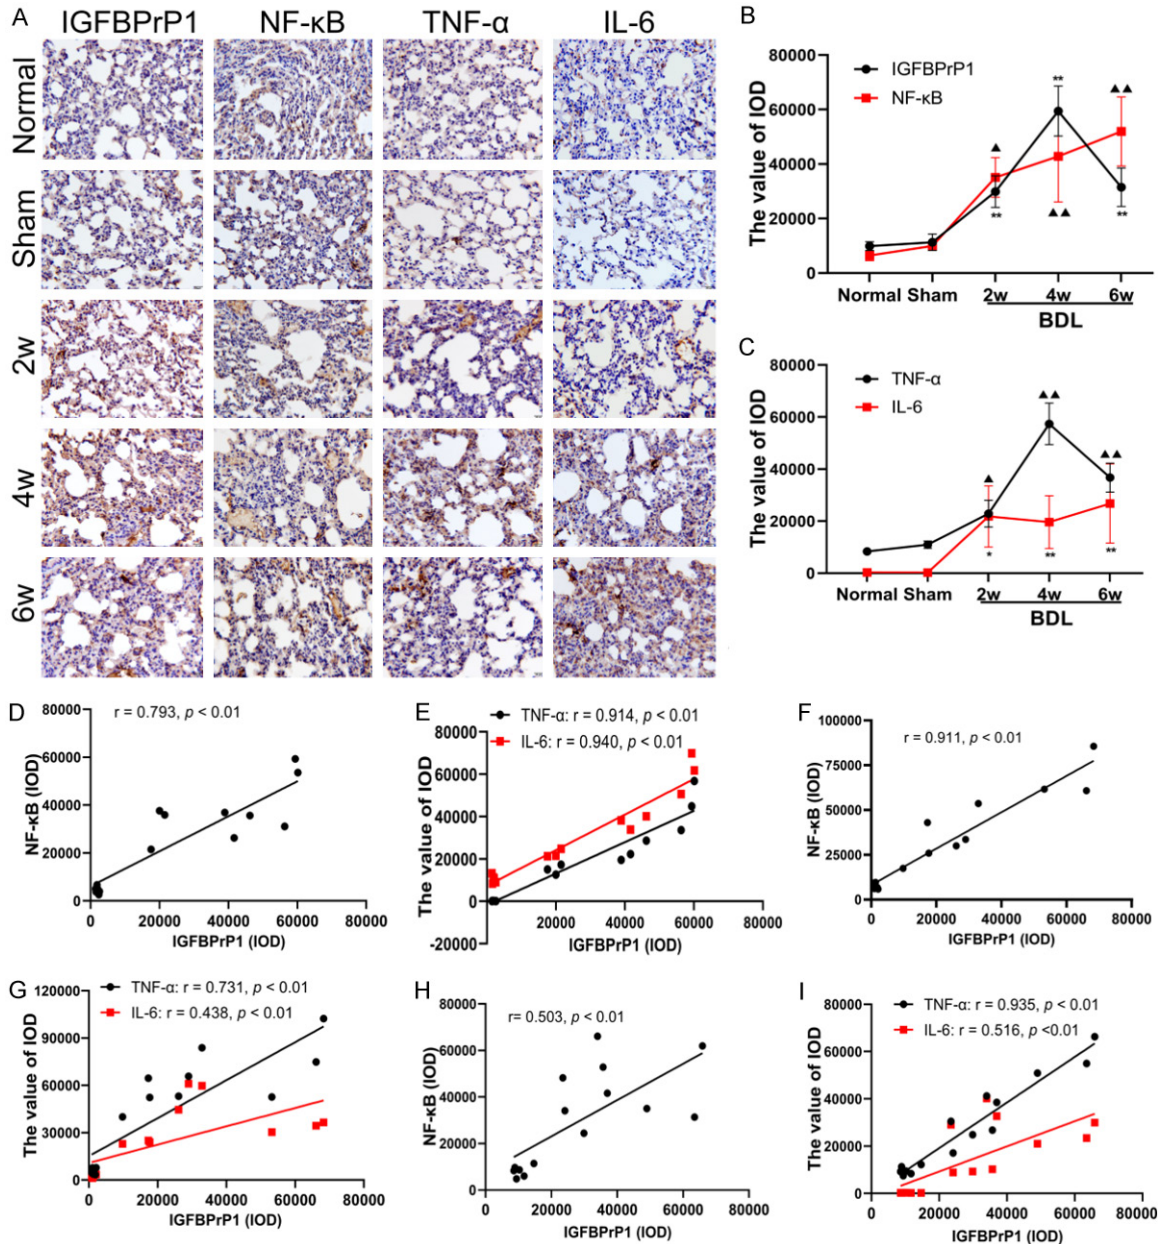 A
IGFBPrP1 NF-κB TNF-α IL-6
Normal
Sham
2w
4w
6w
B
IGFBPrP1
NF-κB
The value of IOD
80000
60000
40000
20000
0
**
▲
**
▲▲
▲▲
**
Normal Sham 2w 4w 6w
BDL
C
TNF-α
IL-6
The value of IOD
80000
60000
40000
20000
0
▲
*
▲▲
**
▲▲
**
Normal Sham 2w 4w 6w
BDL
D
r = 0.793, p < 0.01
NF-κB (IOD)
80000
60000
40000
20000
0
0 20000 40000 60000 80000
IGFBPrP1 (IOD)
E
TNF-α: r = 0.914, p < 0.01
IL-6: r = 0.940, p < 0.01
The value of IOD
80000
60000
40000
20000
0
-20000
20000 40000 60000 80000
IGFBPrP1 (IOD)
F
r = 0.911, p < 0.01
NF-κB (IOD)
100000
75000
50000
25000
0
0 20000 40000 60000 80000
IGFBPrP1 (IOD)
G
TNF-α: r = 0.731, p < 0.01
IL-6: r = 0.438, p < 0.01
The value of IOD
120000
90000
60000
30000
0
0 20000 40000 60000 80000
IGFBPrP1 (IOD)
H
r= 0.503, p < 0.01
NF-κB (IOD)
80000
60000
40000
20000
0
0 20000 40000 60000 80000
IGFBPrP1 (IOD)
I
TNF-α: r = 0.935, p < 0.01
IL-6: r = 0.516, p <0.01
The value of IOD
80000
60000
40000
20000
0
0 20000 40000 60000 80000
IGFBPrP1 (IOD)